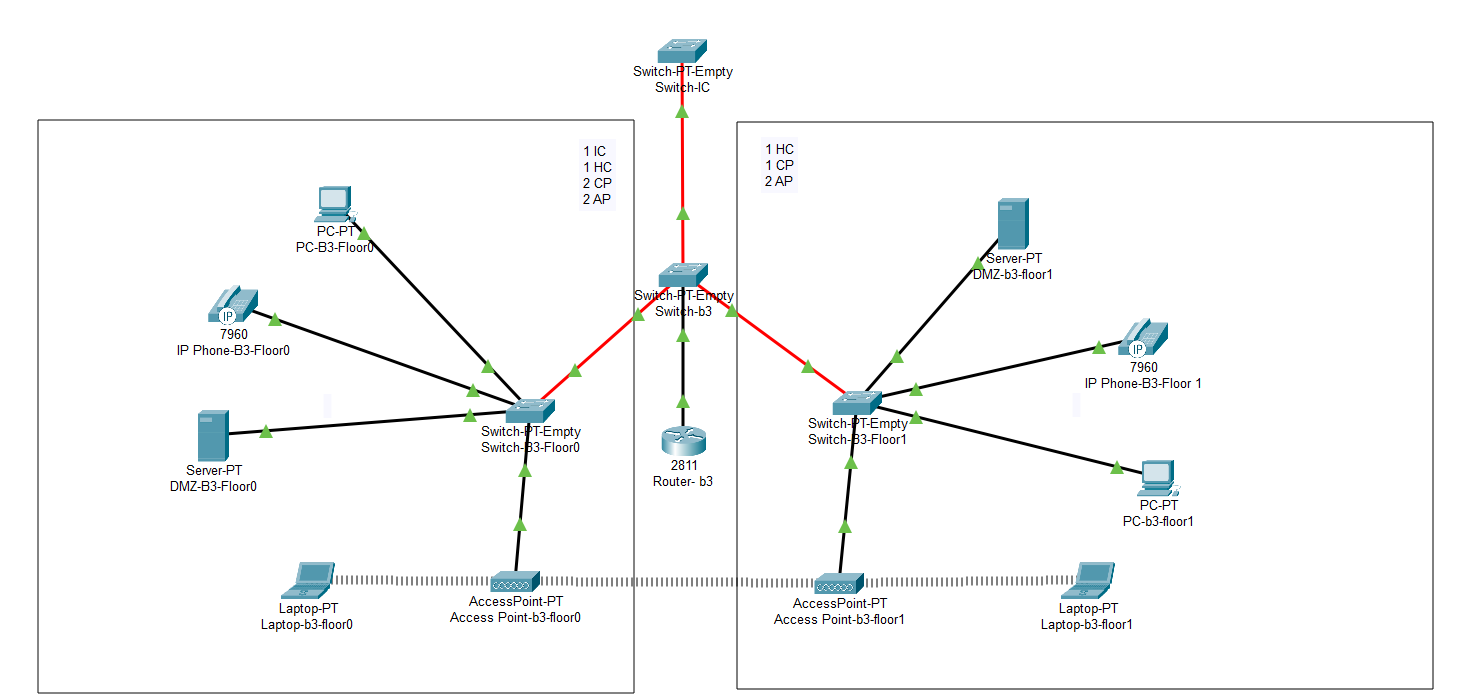 Switch-PT-Empty
Switch-IC
1 IC
1 HC
2 CP
2 AP
1 HC
1 CP
2 AP
PC-PT
PC-B3-Floor0
Server-PT
DMZ-b3-floor1
Switch-PT-Empty
Switch-b3
IP
7960
IP Phone-B3-Floor0
IP
7960
IP Phone-B3-Floor 1
Switch-PT-Empty
Switch-B3-Floor0
Switch-PT-Empty
Switch-B3-Floor1
Server-PT
DMZ-B3-Floor0
2811
Router- b3
PC-PT
PC-b3-floor1
Laptop-PT
Laptop-b3-floor0
AccessPoint-PT
Access Point-b3-floor0
AccessPoint-PT
Access Point-b3-floor1
Laptop-PT
Laptop-b3-floor1